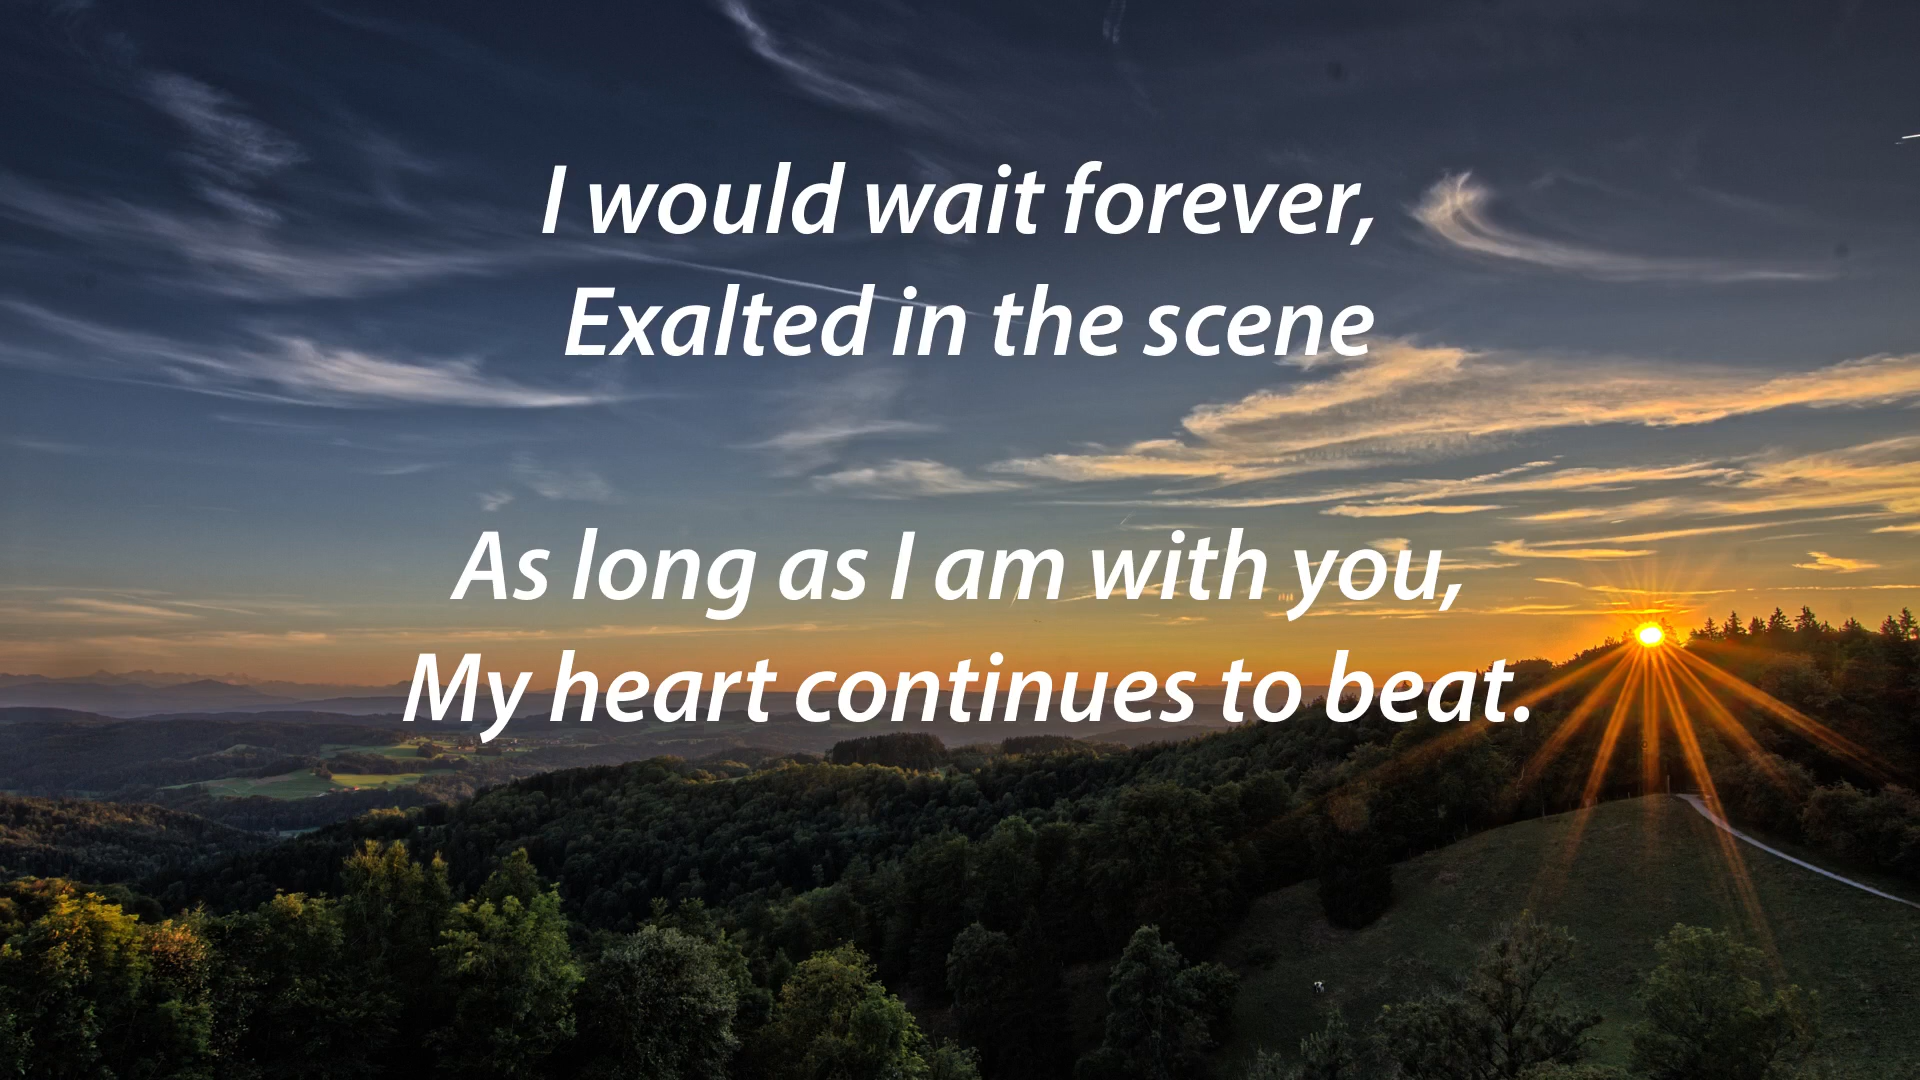 I would wait forever,
Exalted in the scene
As long as I am with you,
My heart continues to beat.